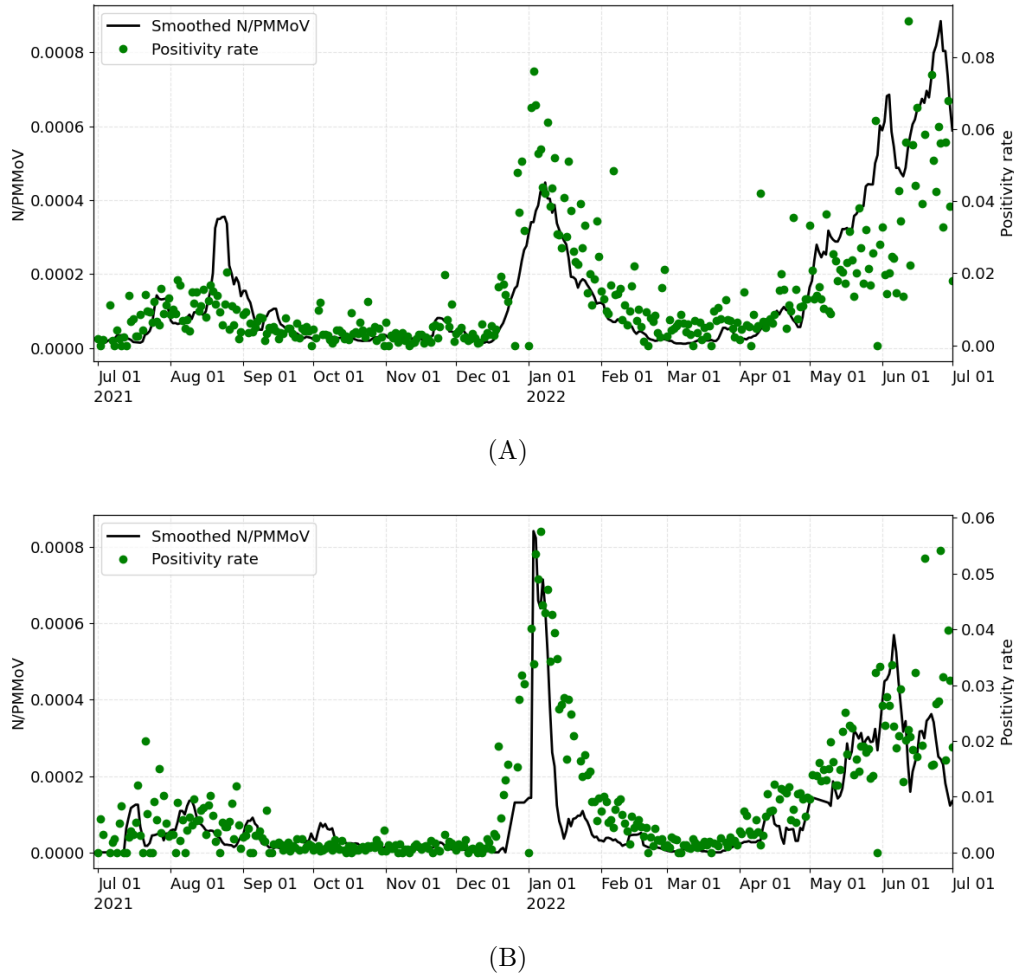 Smoothed N/PMMoV
Positivity rate
N/PMMoV
0.0008
0.0006
0.0004
0.0002
0.0000
0.08
0.06
0.04
0.02
0.00
Positivity rate
Jul 01 Aug 01 Sep 01 Oct 01 Nov 01 Dec 01 Jan 01 Feb 01 Mar 01 Apr 01 May 01 Jun 01 Jul 01
2021 2022
(A)
Smoothed N/PMMoV
Positivity rate
N/PMMoV
0.0008
0.0006
0.0004
0.0002
0.0000
0.06
0.05
0.04
0.03
0.02
0.01
0.00
Positivity rate
Jul 01 Aug 01 Sep 01 Oct 01 Nov 01 Dec 01 Jan 01 Feb 01 Mar 01 Apr 01 May 01 Jun 01 Jul 01
2021 2022
(B)